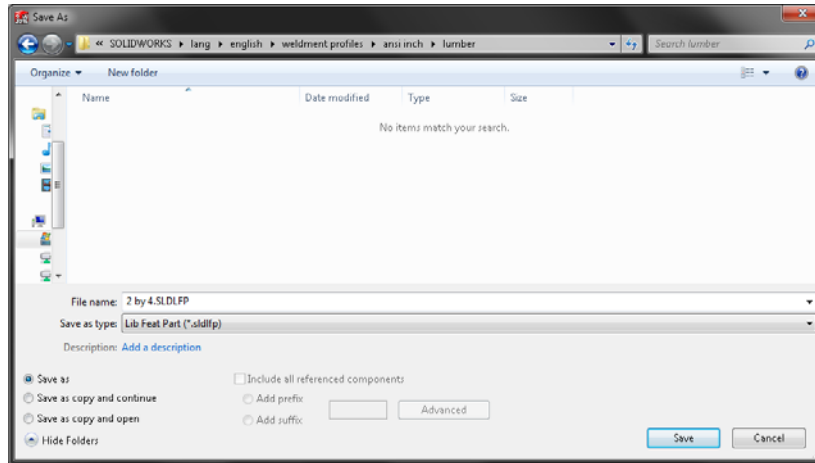 Save As
« SOLIDWORKS ▸ lang ▸ english ▸ weldment profiles ▸ ansi inch ▸ lumber
Search lumber
Organize New folder
Name Date modified Type Size
No items match your search.
File name: 2 by 4.SLDLFP
Save as type: Lib Feat Part (*.sldlfp)
Description: Add a description
Save as Include all referenced components
Save as copy and continue Add prefix Advanced
Save as copy and open Add suffix
Hide Folders Save Cancel